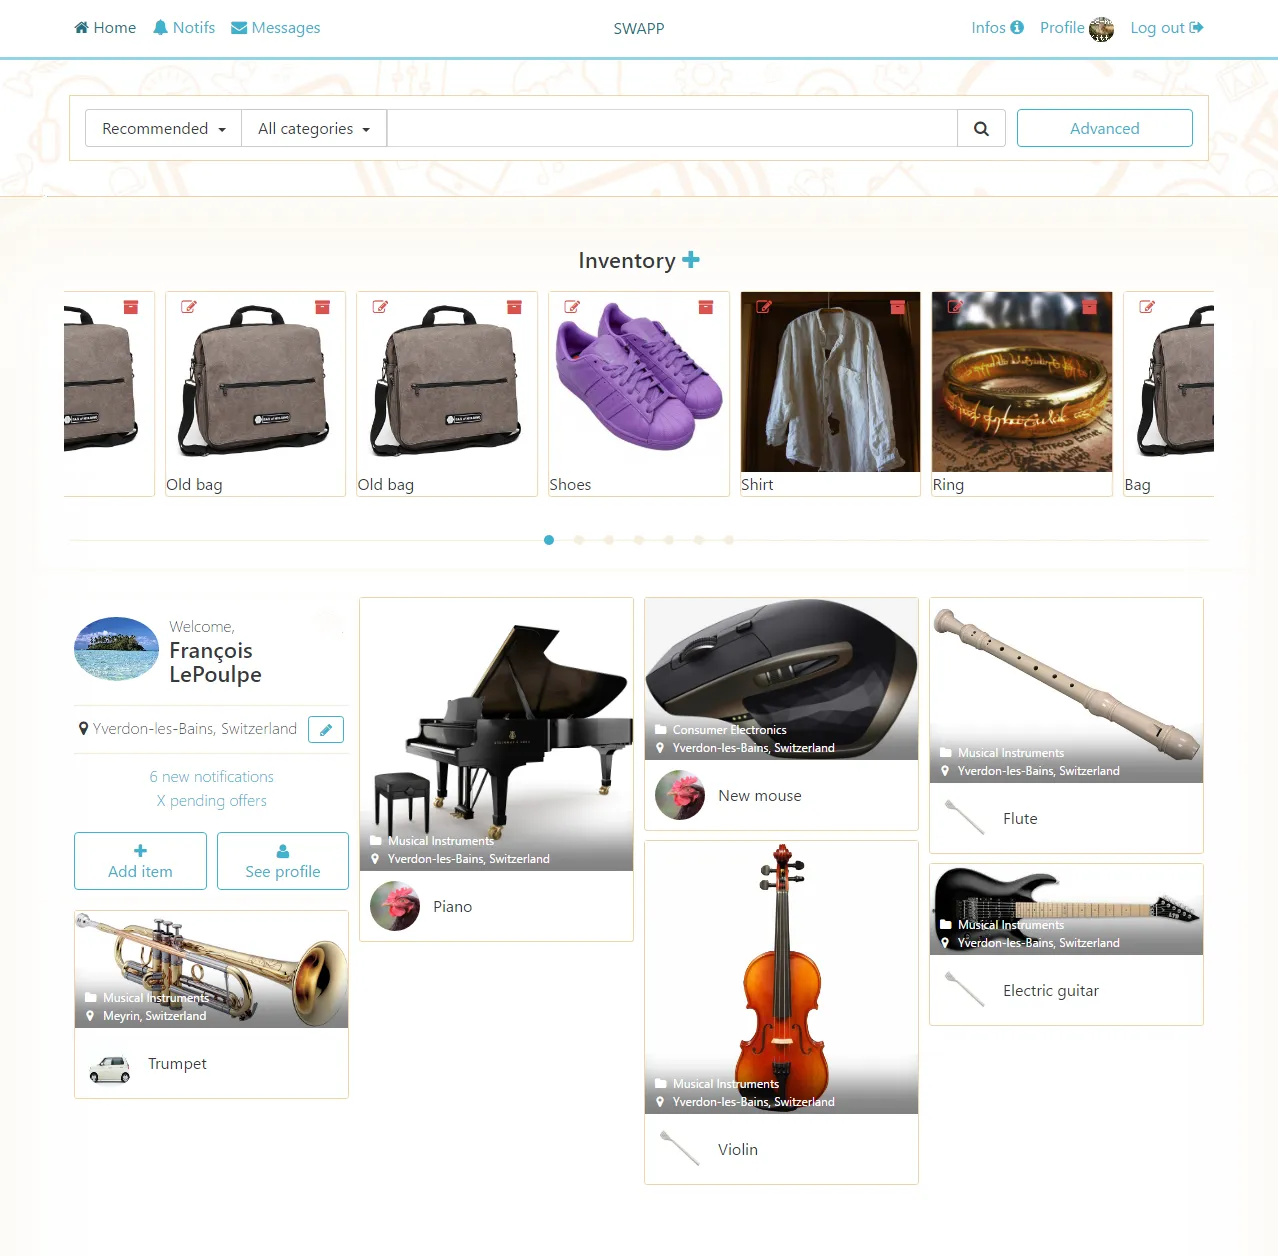 Home Notifs Messages SWAPP Infos Profile Log out
Recommended All categories Advanced
Inventory
Old bag Old bag Shoes Shirt Ring Bag
Welcome,
François
LePoulpe
Yverdon-les-Bains, Switzerland
6 new notifications
X pending offers
Add item See profile
Musical Instruments
Meyrin, Switzerland
Trumpet
Musical Instruments
Yverdon-les-Bains, Switzerland
Piano
Consumer Electronics
Yverdon-les-Bains, Switzerland
New mouse
Musical Instruments
Yverdon-les-Bains, Switzerland
Violin
Musical Instruments
Yverdon-les-Bains, Switzerland
Flute
LTD
Musical Instruments
Yverdon-les-Bains, Switzerland
Electric guitar